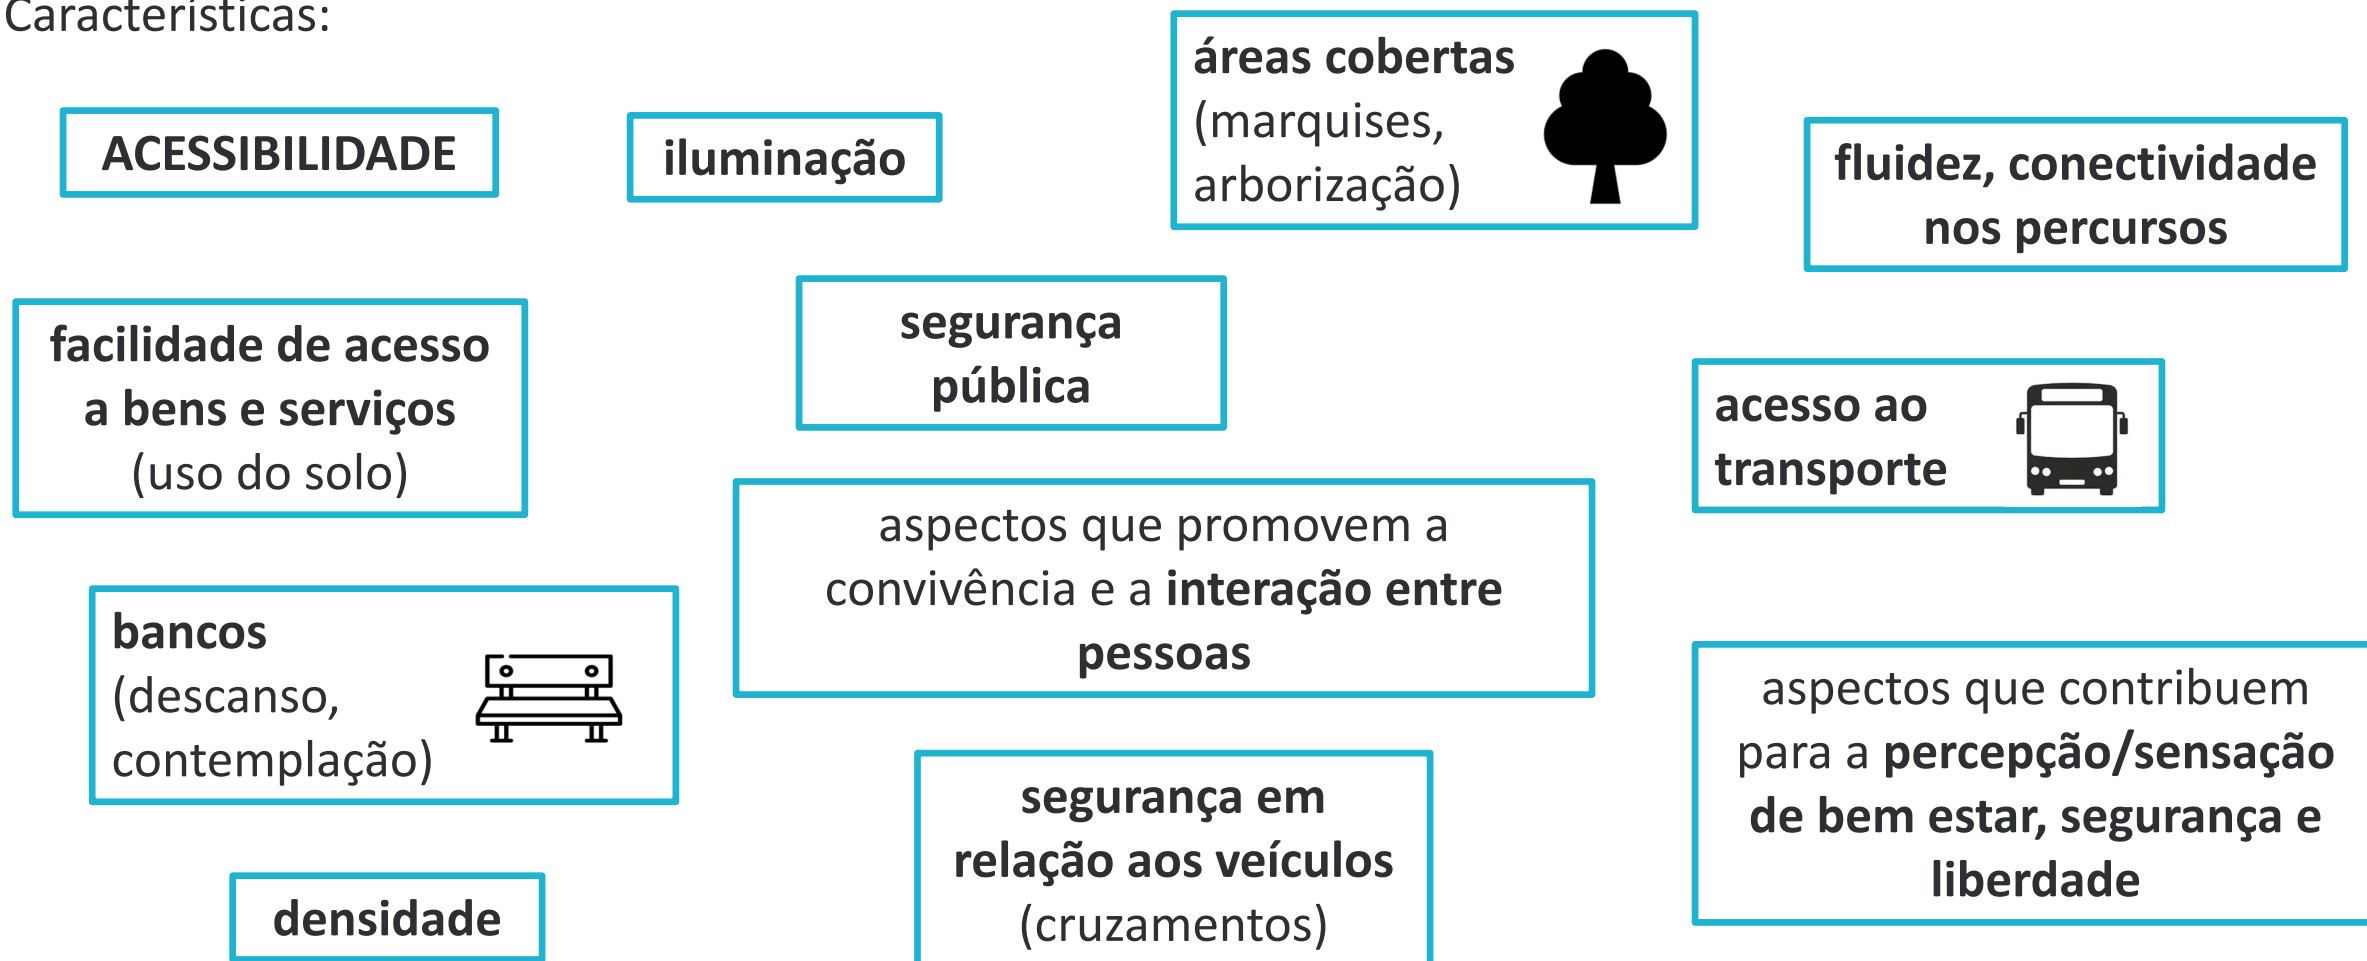 Características:
ACESSIBILIDADE
iluminação
áreas cobertas
(marquises,
arborização)
fluidez, conectividade
nos percursos
facilidade de acesso
a bens e serviços
(uso do solo)
segurança
pública
acesso ao
transporte
aspectos que promovem a
convivência e a interação entre
pessoas
bancos
(descanso,
contemplação)
aspectos que contribuem
para a percepção/sensação
de bem estar, segurança e
liberdade
segurança em
relação aos veículos
(cruzamentos)
densidade